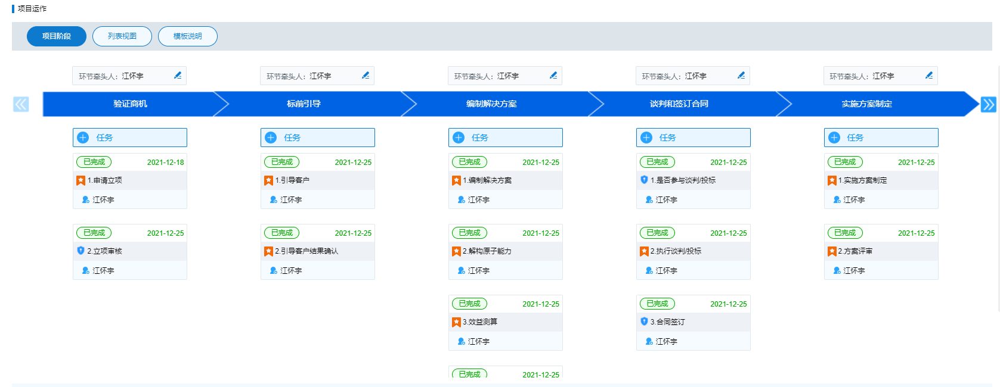 项目运作
项目阶段 列表视图 模板说明
环节牵头人：江怀宇 环节牵头人：江怀宇 环节牵头人：江怀宇 环节牵头人：江怀宇 环节牵头人：江怀宇
验证商机 标前引导 编制解决方案 谈判和签订合同 实施方案制定
任务 任务 任务 任务 任务
已完成 2021-12-18 已完成 2021-12-25 已完成 2021-12-25 已完成 2021-12-25 已完成 2021-12-25
1.申请立项 1.引导客户 1.编制解决方案 1.是否参与谈判/投标 1.实施方案制定
江怀宇 江怀宇 江怀宇 江怀宇 江怀宇
已完成 2021-12-25 已完成 2021-12-25 已完成 2021-12-25 已完成 2021-12-25 已完成 2021-12-25
2.立项审核 2.引导客户结果确认 2.解构原子能力 2.执行谈判/投标 2.方案评审
江怀宇 江怀宇 江怀宇 江怀宇 江怀宇
已完成 2021-12-25 已完成 2021-12-25
3.效益测算 3.合同签订
江怀宇 江怀宇
已完成 2021-12-25